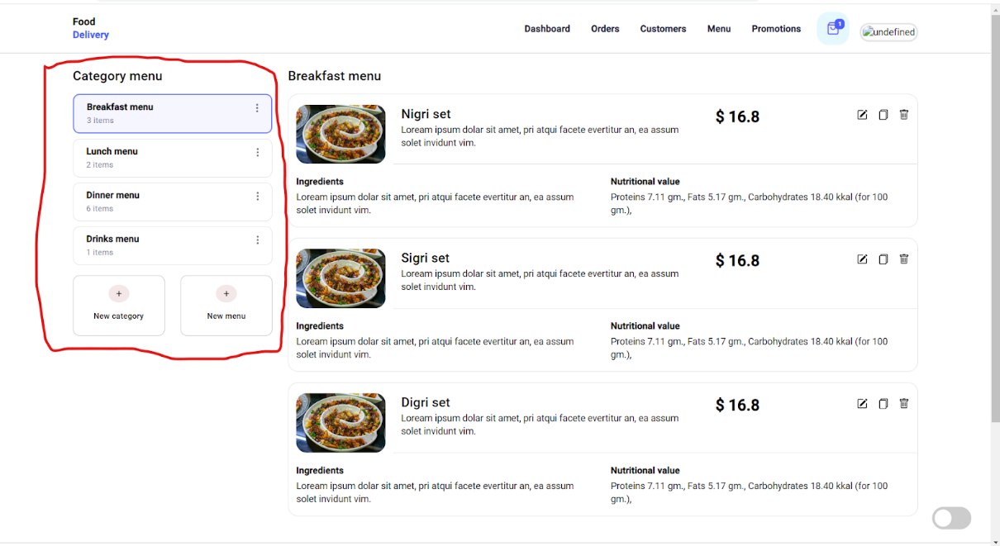 Food
Delivery
Dashboard Orders Customers Menu Promotions 1 undefined
Category menu
Breakfast menu
3 items
Lunch menu
2 items
Dinner menu
6 items
Drinks menu
1 items
+ +
New category New menu
Breakfast menu
Nigri set $ 16.8
Loream ipsum dolar sit amet, pri atqui facete evertitur an, ea assum
solet invidunt vim.
Ingredients Nutritional value
Loream ipsum dolar sit amet, pri atqui facete evertitur an, ea assum Proteins 7.11 gm., Fats 5.17 gm., Carbohydrates 18.40 kkal (for 100
solet invidunt vim. gm.),
Sigri set $ 16.8
Loream ipsum dolar sit amet, pri atqui facete evertitur an, ea assum
solet invidunt vim.
Ingredients Nutritional value
Loream ipsum dolar sit amet, pri atqui facete evertitur an, ea assum Proteins 7.11 gm., Fats 5.17 gm., Carbohydrates 18.40 kkal (for 100
solet invidunt vim. gm.),
Digri set $ 16.8
Loream ipsum dolar sit amet, pri atqui facete evertitur an, ea assum
solet invidunt vim.
Ingredients Nutritional value
Loream ipsum dolar sit amet, pri atqui facete evertitur an, ea assum Proteins 7.11 gm., Fats 5.17 gm., Carbohydrates 18.40 kkal (for 100
solet invidunt vim. gm.),